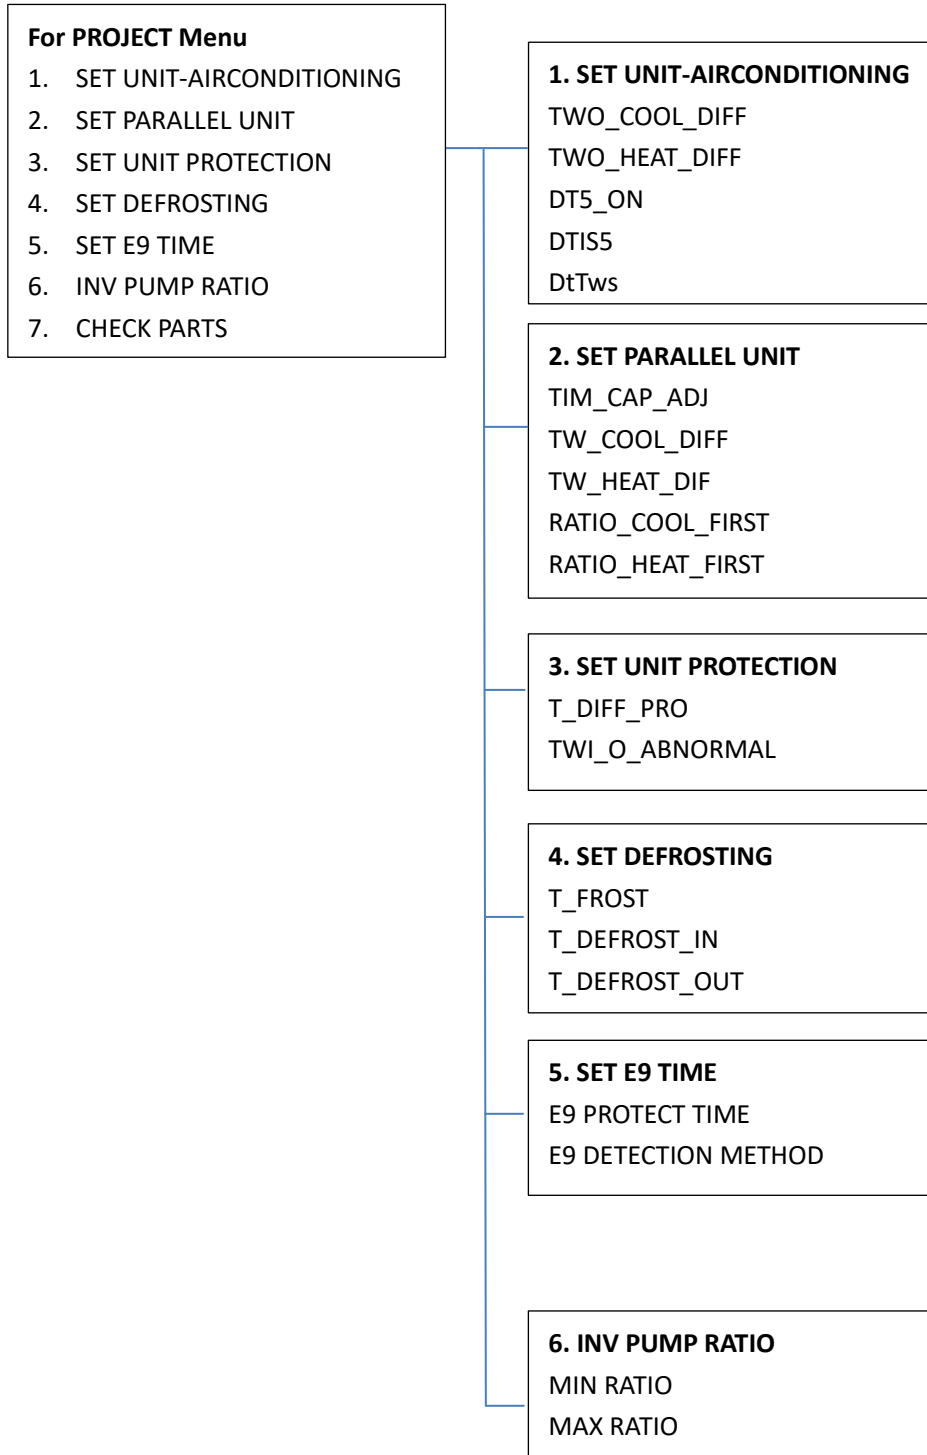 For PROJECT Menu
1. SET UNIT-AIRCONDITIONING
2. SET PARALLEL UNIT
3. SET UNIT PROTECTION
4. SET DEFROSTING
5. SET E9 TIME
6. INV PUMP RATIO
7. CHECK PARTS
1. SET UNIT-AIRCONDITIONING
TWO_COOL_DIFF
TWO_HEAT_DIFF
DT5_ON
DTIS5
DtTws
2. SET PARALLEL UNIT
TIM_CAP_ADJ
TW_COOL_DIFF
TW_HEAT_DIF
RATIO_COOL_FIRST
RATIO_HEAT_FIRST
3. SET UNIT PROTECTION
T_DIFF_PRO
TWI_O_ABNORMAL
4. SET DEFROSTING
T_FROST
T_DEFROST_IN
T_DEFROST_OUT
5. SET E9 TIME
E9 PROTECT TIME
E9 DETECTION METHOD
6. INV PUMP RATIO
MIN RATIO
MAX RATIO